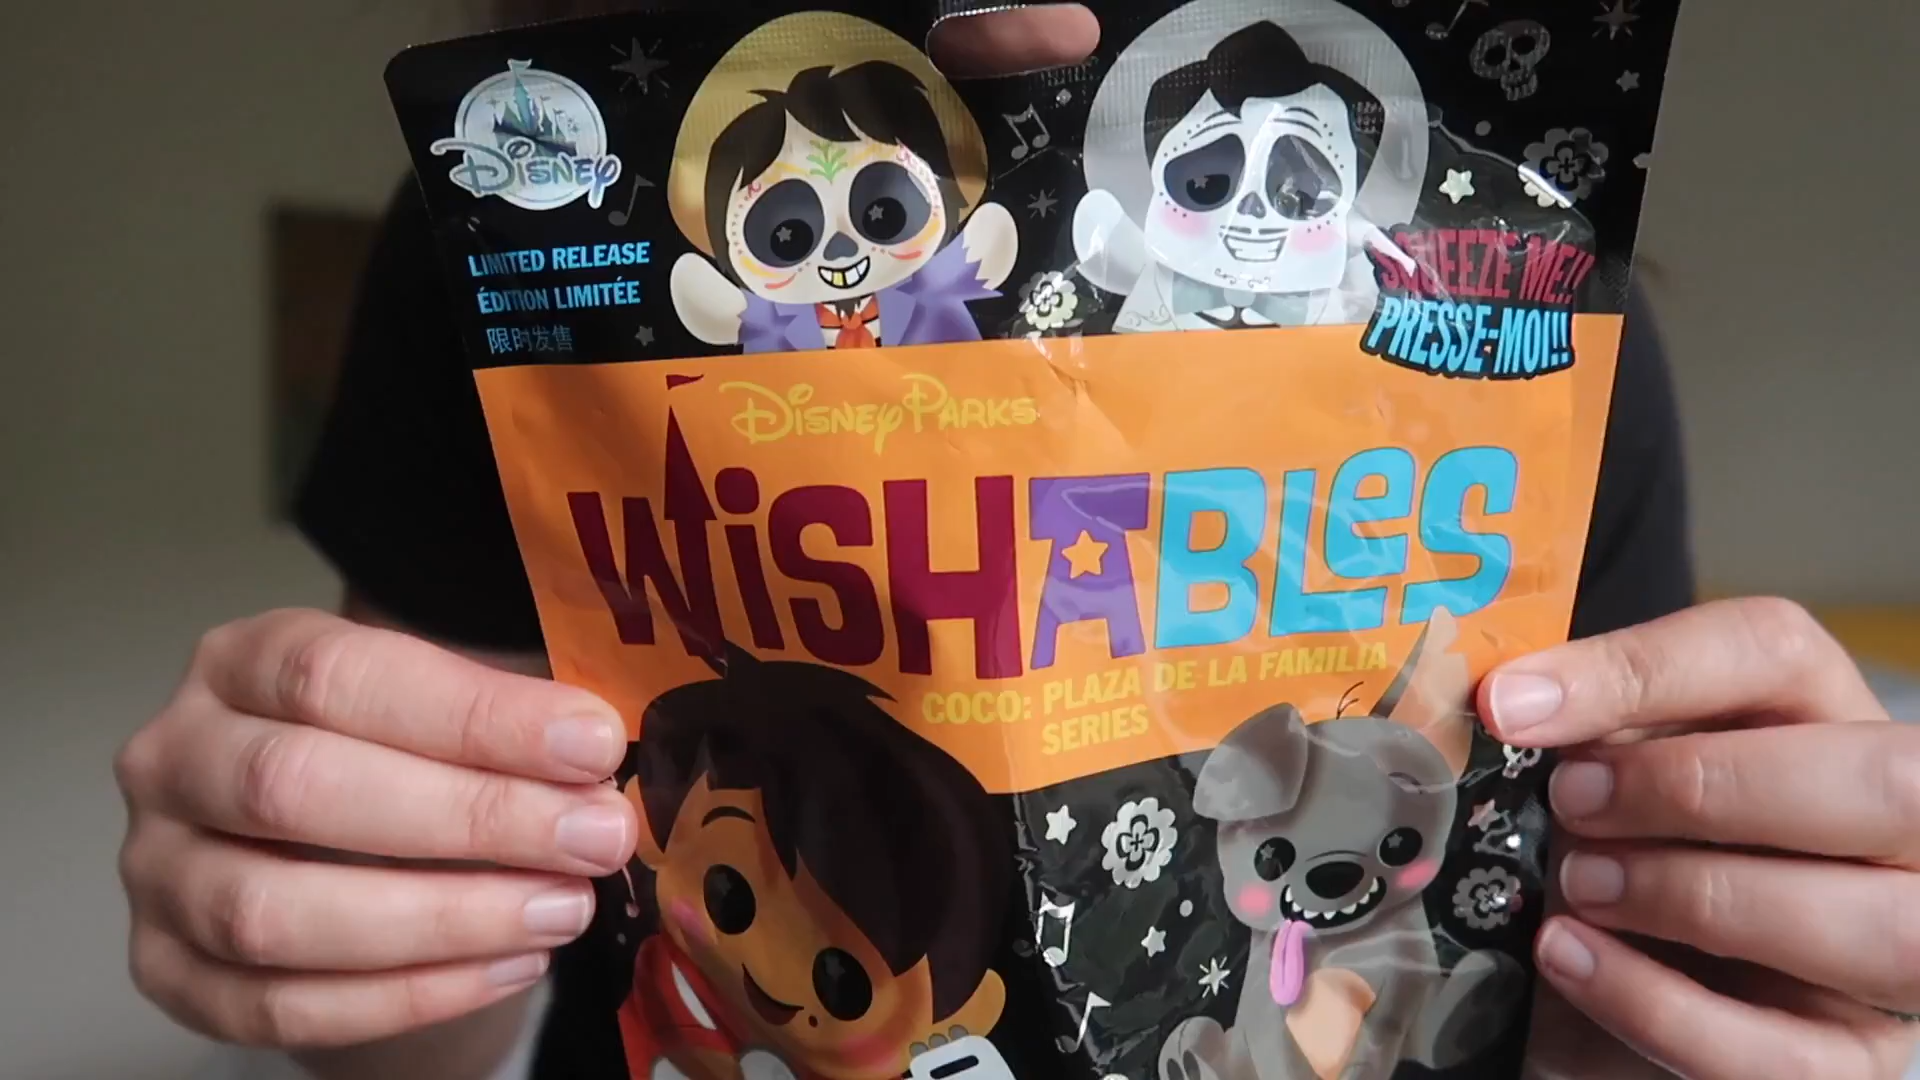 Disney
LIMITED RELEASE
ÉDITION LIMITÉE
限时发售
SQUEEZE ME!!
PRESSE-MOI!!
Disney Parks
WiSHABLeS
COCO: PLAZA DE LA FAMILIA
SERIES